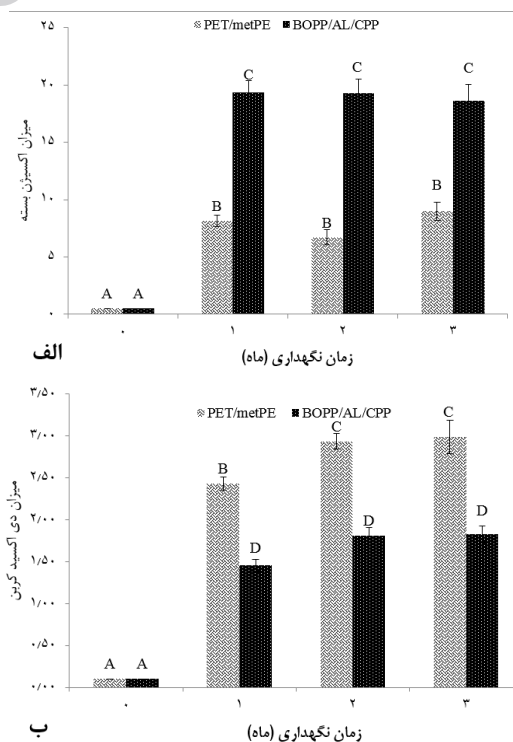 PET/metPE BOPP/AL/CPP
میزان اکسیژن بسته
۲۵
۲۰
۱۵
۱۰
۵
۰
A A B C B C B C
۰ ۱ ۲ ۳
زمان نگهداری (ماه)
الف
PET/metPE BOPP/AL/CPP
میزان دی اکسید کربن
۳/۵۰
۳/۰۰
۲/۵۰
۲/۰۰
۱/۵۰
۱/۰۰
۰/۵۰
۰/۰۰
A A B D C D C D
۰ ۱ ۲ ۳
زمان نگهداری (ماه)
ب